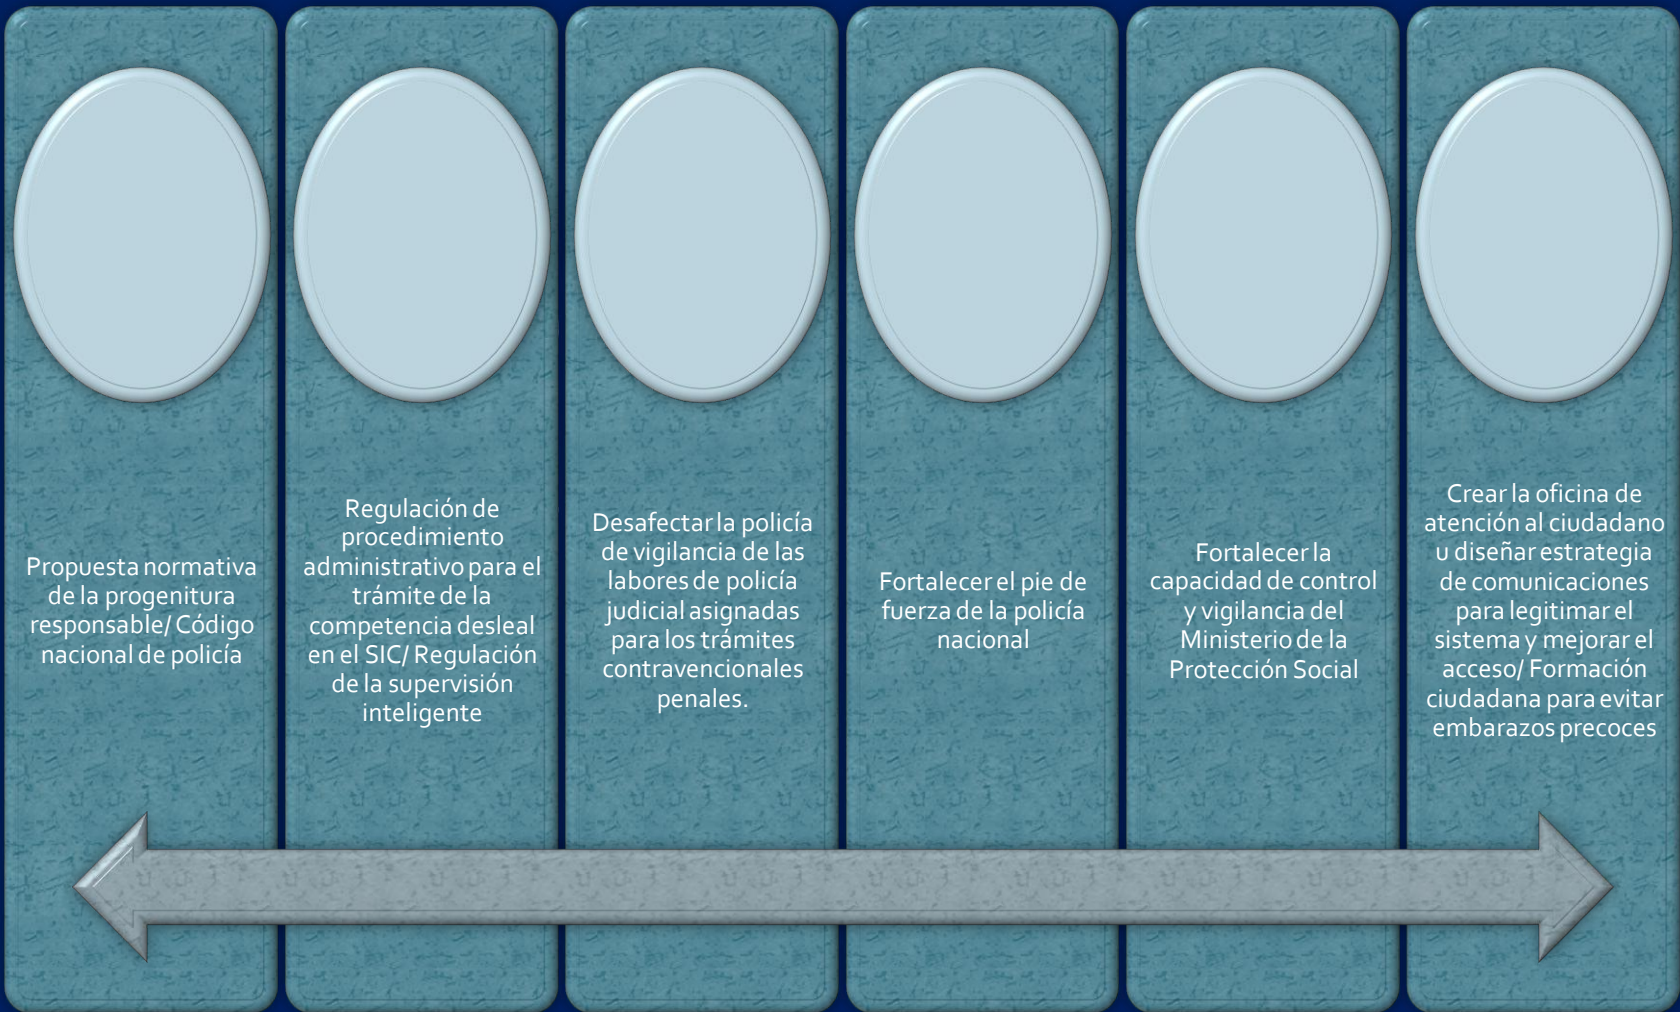 Propuesta normativa
de la progenitura
responsable/ Código
nacional de policía
Regulación de
procedimiento
administrativo para el
trámite de la
competencia desleal
en el SIC/ Regulación
de la supervisión
inteligente
Desafectar la policía
de vigilancia de las
labores de policía
judicial asignadas
para los trámites
contravencionales
penales.
Fortalecer el pie de
fuerza de la policía
nacional
Fortalecer la
capacidad de control
y vigilancia del
Ministerio de la
Protección Social
Crear la oficina de
atención al ciudadano
u diseñar estrategia
de comunicaciones
para legitimar el
sistema y mejorar el
acceso/ Formación
ciudadana para evitar
embarazos precoces